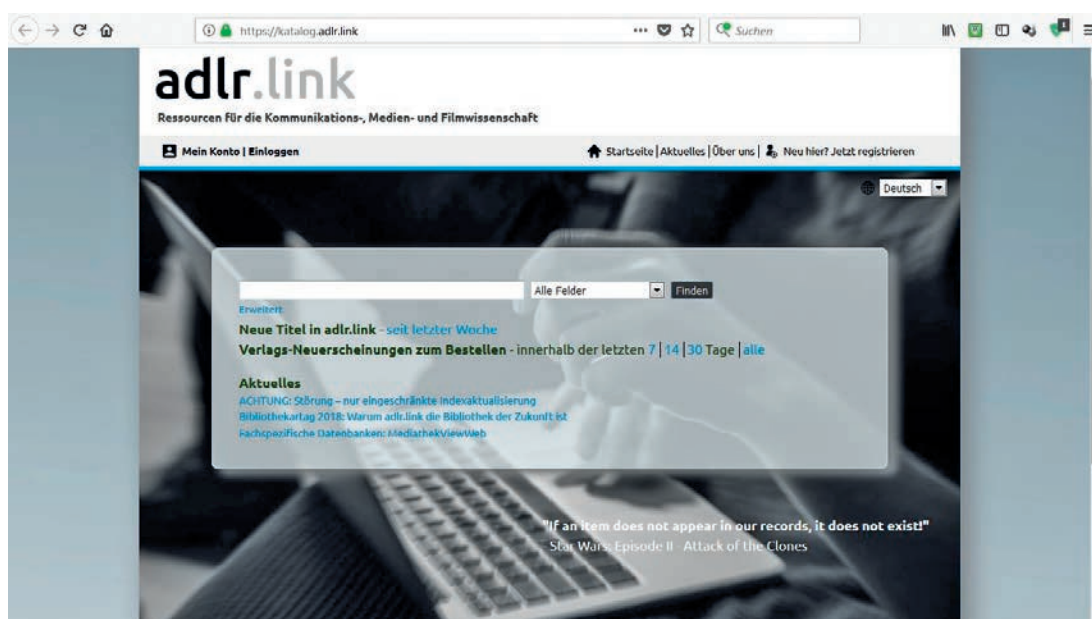 https://katalog.adlr.link
Suchen
adlr.link
Ressourcen für die Kommunikations-, Medien- und Filmwissenschaft
Mein Konto | Einloggen
Startseite | Aktuelles | Über uns | Neu hier? Jetzt registrieren
Deutsch
Alle Felder
Finden
Erweitert
Neue Titel in adlr.link - seit letzter Woche
Verlags-Neuerscheinungen zum Bestellen - innerhalb der letzten 7 | 14 | 30 Tage | alle
Aktuelles
ACHTUNG: Störung – nur eingeschränkte Indexaktualisierung
Bibliothekartag 2018: Warum adlr.link die Bibliothek der Zukunft ist
Fachspezifische Datenbanken: MediathekViewWeb
"If an item does not appear in our records, it does not exist!"
Star Wars: Episode II - Attack of the Clones